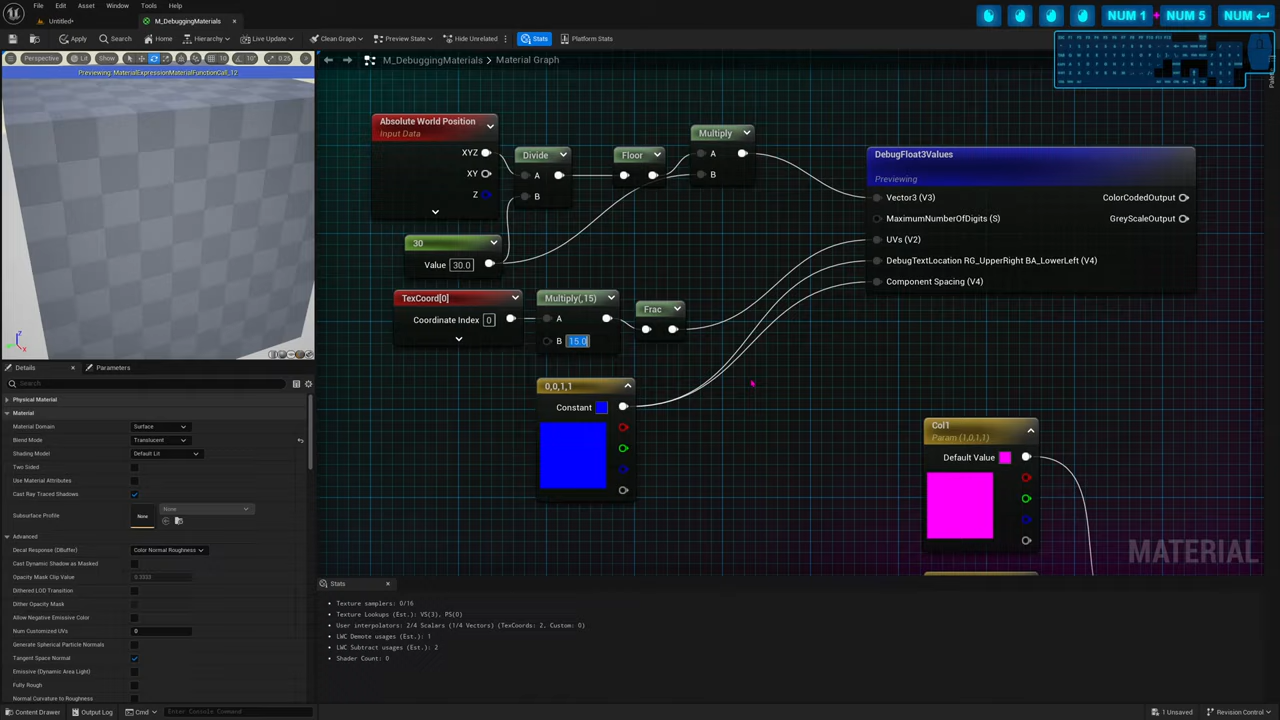 File Edit Asset Window Tools Help
Untitled*
M_DebuggingMaterials
NUM 1 + NUM 5 NUM
Apply Search Home Hierarchy Live Update Clean Graph Preview State Hide Unrelated Stats Platform Stats
Perspective Lit Show 10 10° 0.25
Previewing: MaterialExpressionMaterialFunctionCall_12
M_DebuggingMaterials Material Graph
Absolute World Position
Input Data
XYZ
XY
Z
Divide
A
B
Floor
Multiply
A
B
30
Value 30.0
TexCoord[0]
Coordinate Index 0
Multiply(,15)
A
B 15.0
Frac
0,0,1,1
Constant
DebugFloat3Values
Previewing
Vector3 (V3) ColorCodedOutput
MaximumNumberOfDigits (S) GreyScaleOutput
UVs (V2)
DebugTextLocation RG_UpperRight BA_LowerLeft (V4)
Component Spacing (V4)
Col1
Param (1,0,1,1)
Default Value
MATERIAL
Details Parameters
Search
Physical Material
Material
Material Domain Surface
Blend Mode Translucent
Shading Model Default Lit
Two Sided
Use Material Attributes
Cast Ray Traced Shadows
Subsurface Profile None None
Advanced
Decal Response (DBuffer) Color Normal Roughness
Cast Dynamic Shadow as Masked
Opacity Mask Clip Value 0.3333
Dithered LOD Transition
Dither Opacity Mask
Allow Negative Emissive Color
Num Customized UVs 0
Generate Spherical Particle Normals
Tangent Space Normal
Emissive (Dynamic Area Light)
Fully Rough
Normal Curvature to Roughness
Stats
Texture samplers: 0/16
Texture Lookups (Est.): VS(3), PS(0)
User interpolators: 2/4 Scalars (1/4 Vectors) (TexCoords: 2, Custom: 0)
LWC Demote usages (Est.): 1
LWC Subtract usages (Est.): 2
Shader Count: 0
Content Drawer Output Log Cmd Enter Console Command 1 Unsaved Revision Control